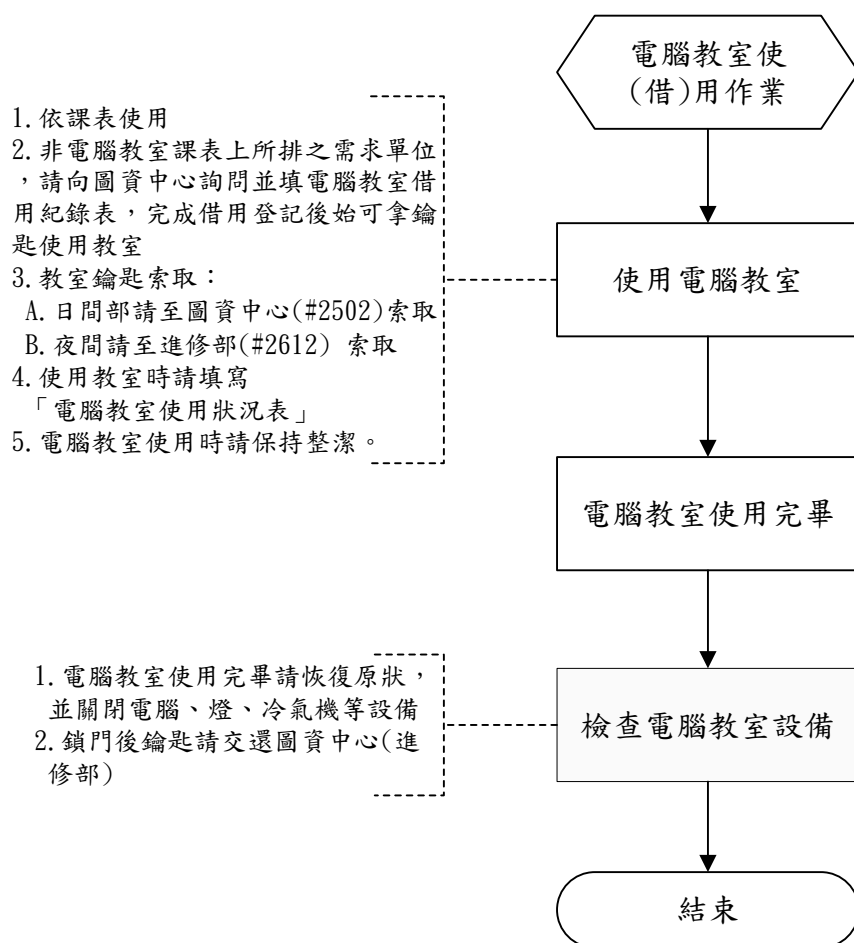 電腦教室使
(借)用作業
1.依課表使用
2.非電腦教室課表上所排之需求單位
，請向圖資中心詢問並填電腦教室借
用紀錄表，完成借用登記後始可拿鑰
匙使用教室
3.教室鑰匙索取：
A.日間部請至圖資中心(#2502)索取
B.夜間請至進修部(#2612) 索取
4.使用教室時請填寫
「電腦教室使用狀況表」
5.電腦教室使用時請保持整潔。
使用電腦教室
電腦教室使用完畢
1.電腦教室使用完畢請恢復原狀，
並關閉電腦、燈、冷氣機等設備
2.鎖門後鑰匙請交還圖資中心(進
修部)
檢查電腦教室設備
結束